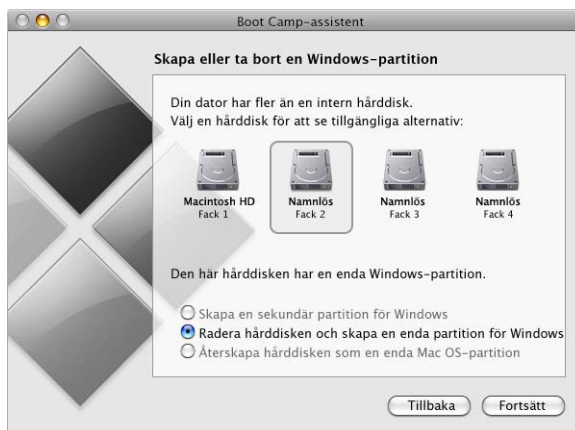 Boot Camp-assistent
Skapa eller ta bort en Windows-partition
Din dator har fler än en intern hårddisk.
Välj en hårddisk för att se tillgängliga alternativ:
Macintosh HD Namnlös Namnlös Namnlös
Fack 1 Fack 2 Fack 3 Fack 4
Den här hårddisken har en enda Windows-partition.
Skapa en sekundär partition för Windows
Radera hårddisken och skapa en enda partition för Windows
Återskapa hårddisken som en enda Mac OS-partition
Tillbaka Fortsätt